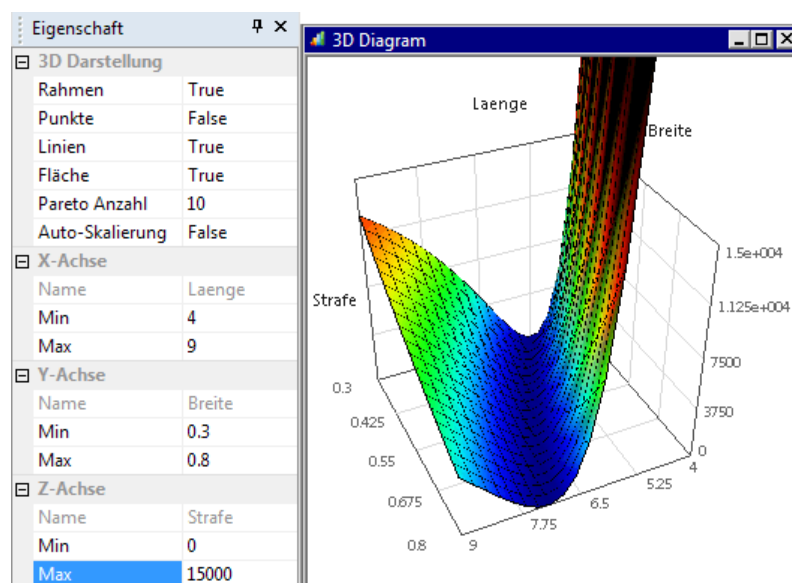 Eigenschaft
3D Darstellung
Rahmen True
Punkte False
Linien True
Fläche True
Pareto Anzahl 10
Auto-Skalierung False
X-Achse
Name Laenge
Min 4
Max 9
Y-Achse
Name Breite
Min 0.3
Max 0.8
Z-Achse
Name Strafe
Min 0
Max 15000
3D Diagram
Laenge
Breite
Strafe
1.5e+004
1.125e+004
7500
3750
0
0.3
0.425
0.55
0.675
0.8
9
7.75
6.5
5.25
4